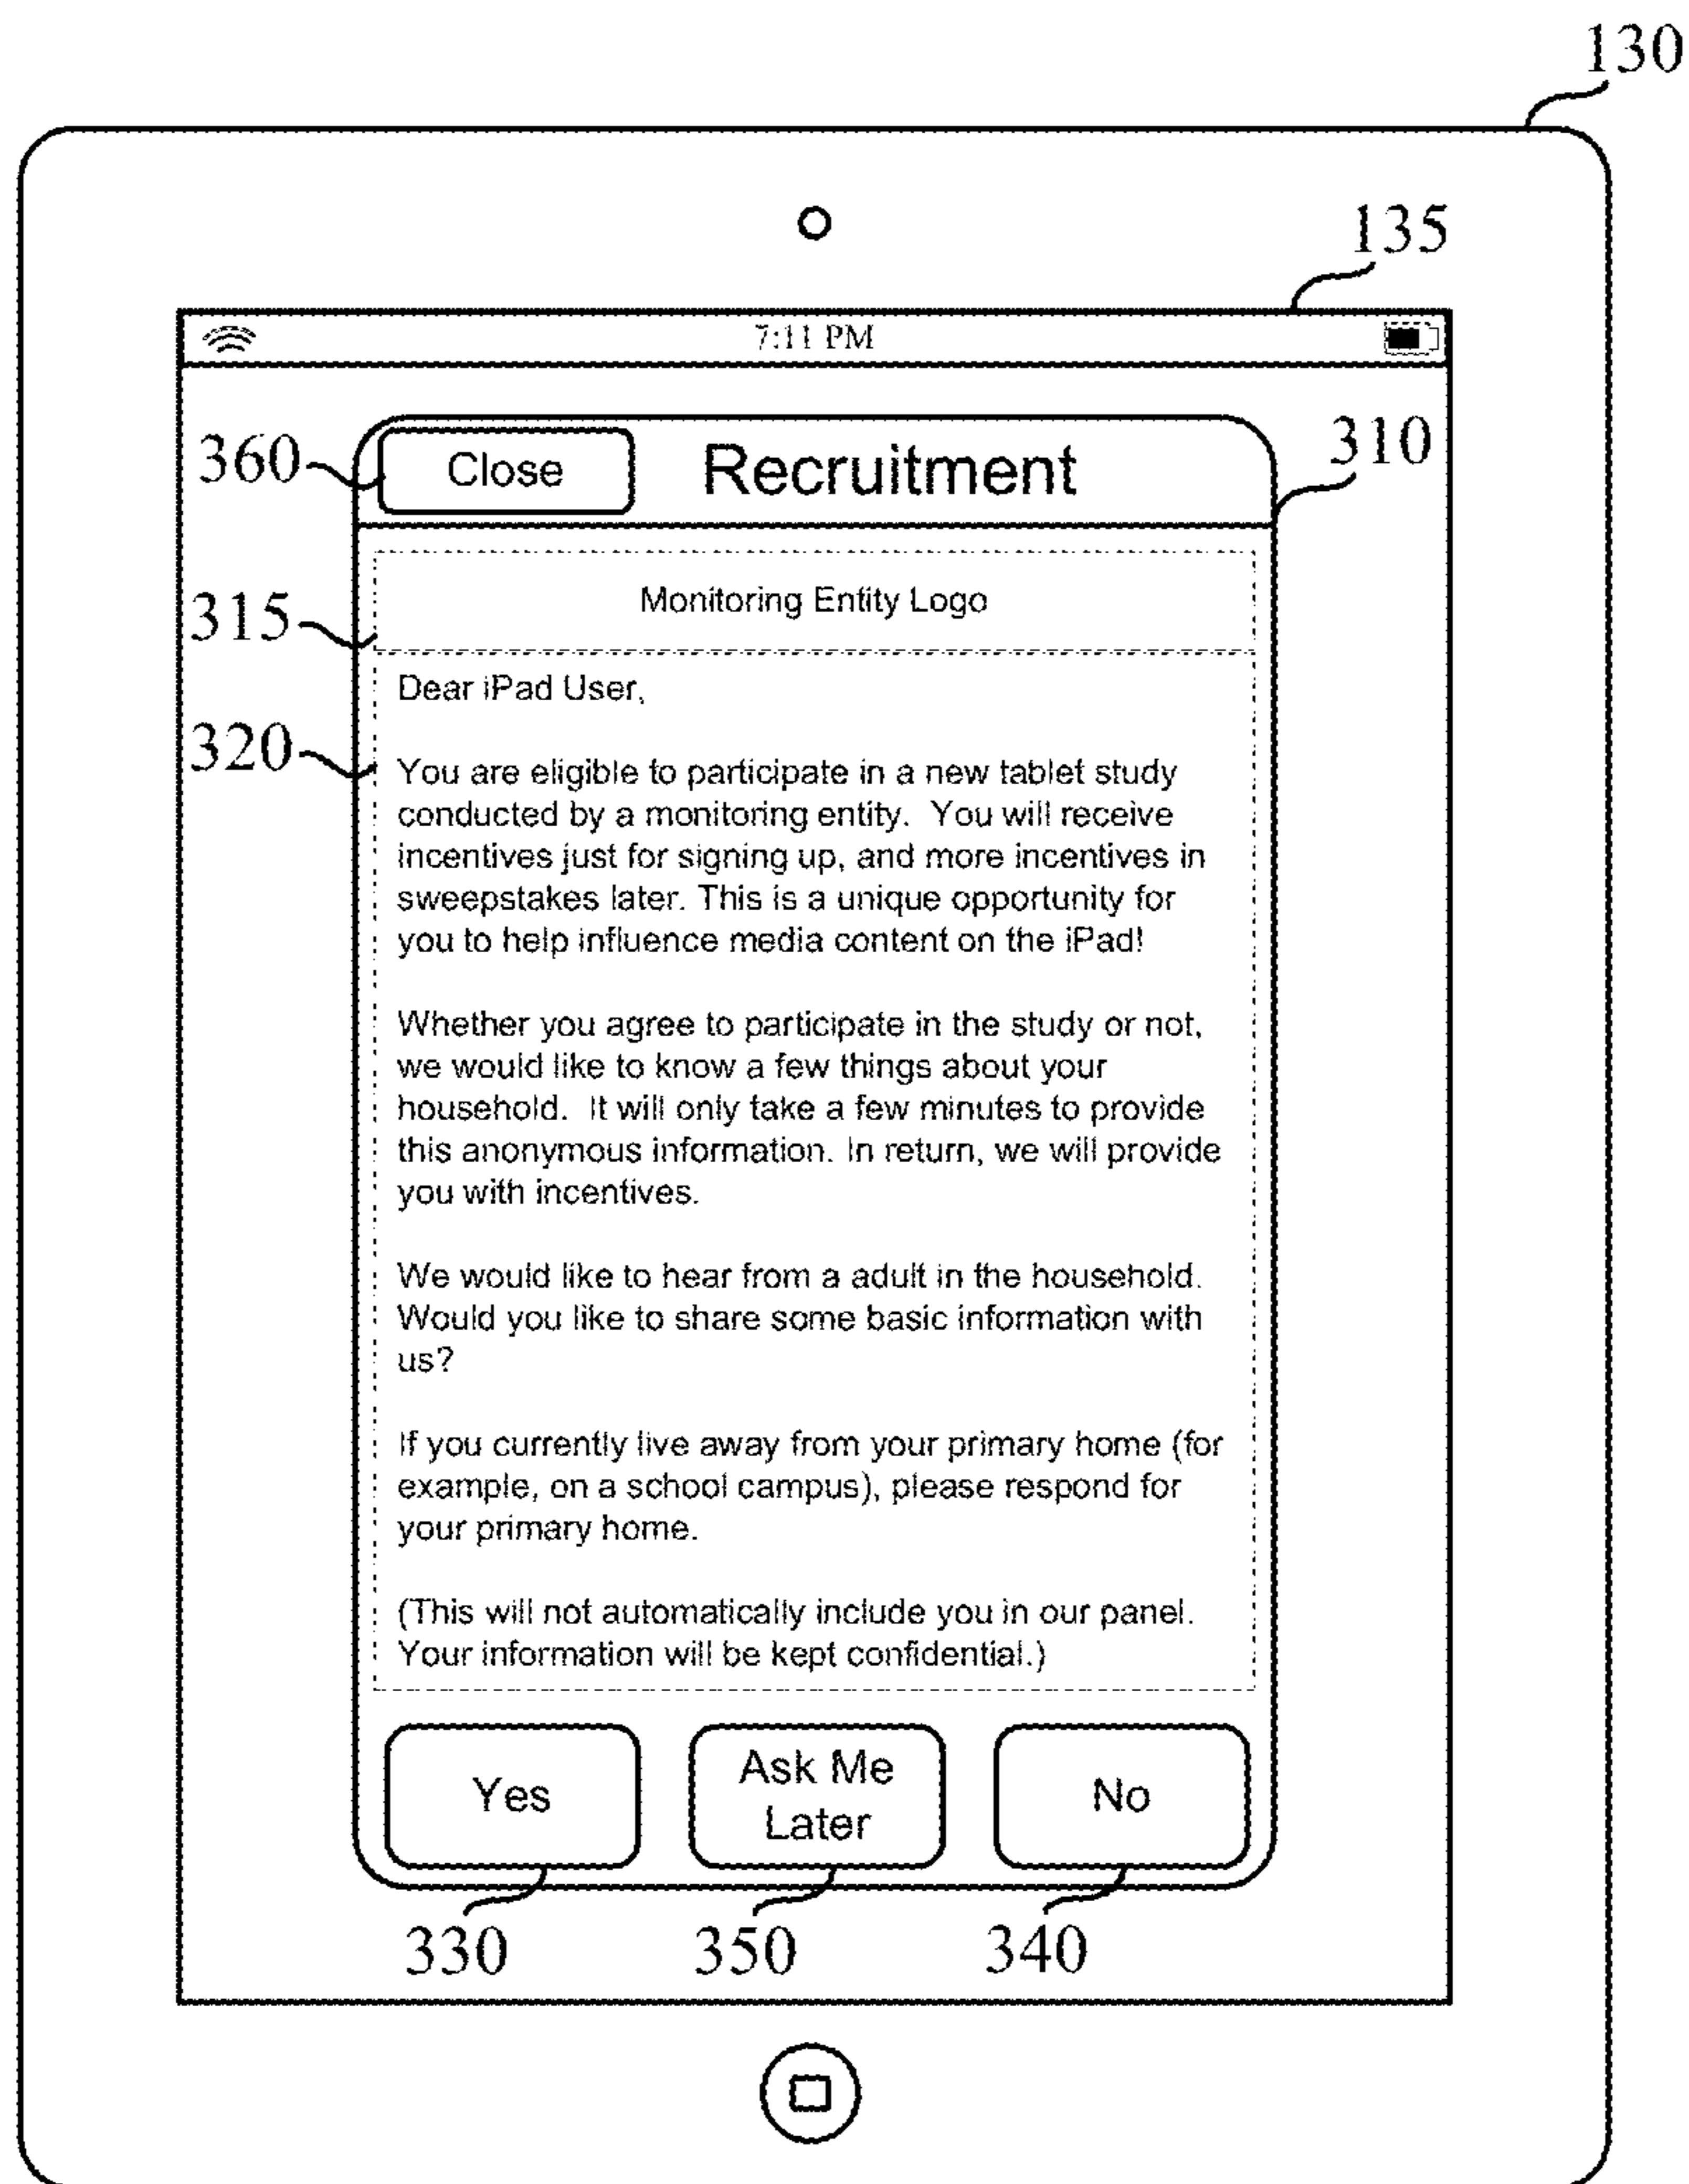 130
135
7:11 PM
360
Close
Recruitment
310
315
Monitoring Entity Logo
320
Dear iPad User,
You are eligible to participate in a new tablet study
conducted by a monitoring entity. You will receive
incentives just for signing up, and more incentives in
sweepstakes later. This is a unique opportunity for
you to help influence media content on the iPad!
Whether you agree to participate in the study or not,
we would like to know a few things about your
household. It will only take a few minutes to provide
this anonymous information. In return, we will provide
you with incentives.
We would like to hear from a adult in the household.
Would you like to share some basic information with
us?
If you currently live away from your primary home (for
example, on a school campus), please respond for
your primary home.
(This will not automatically include you in our panel.
Your information will be kept confidential.)
Yes
Ask Me
Later
No
330
350
340